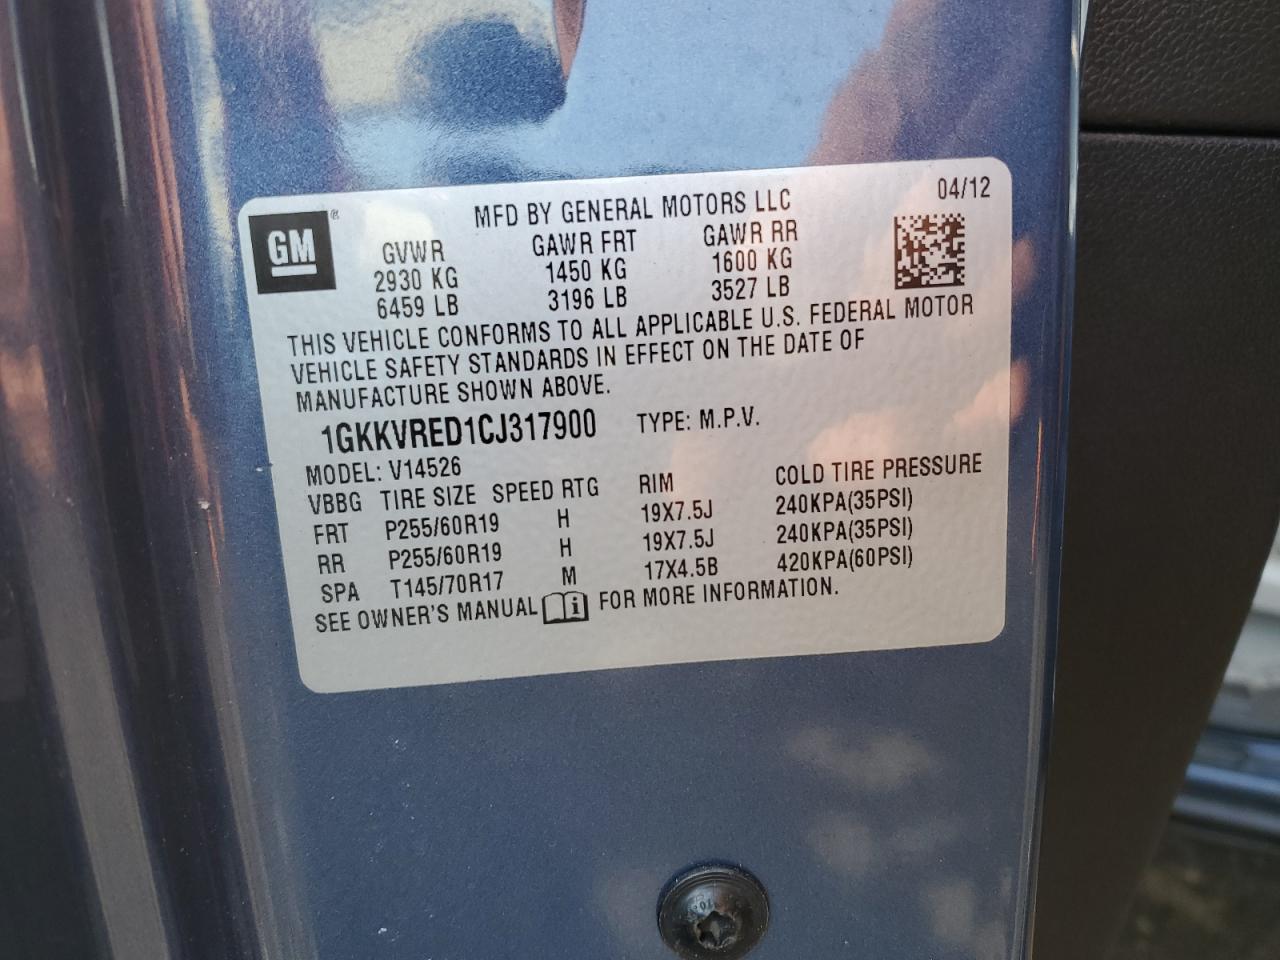 04/12
MFD BY GENERAL MOTORS LLC
GM ®
GVWR GAWR FRT GAWR RR
2930 KG 1450 KG 1600 KG
6459 LB 3196 LB 3527 LB
THIS VEHICLE CONFORMS TO ALL APPLICABLE U.S. FEDERAL MOTOR
VEHICLE SAFETY STANDARDS IN EFFECT ON THE DATE OF
MANUFACTURE SHOWN ABOVE.
1GKKVRED1CJ317900 TYPE: M.P.V.
MODEL: V14526
VBBG TIRE SIZE SPEED RTG RIM COLD TIRE PRESSURE
FRT P255/60R19 H 19X7.5J 240KPA(35PSI)
RR P255/60R19 H 19X7.5J 240KPA(35PSI)
SPA T145/70R17 M 17X4.5B 420KPA(60PSI)
SEE OWNER'S MANUAL i FOR MORE INFORMATION.